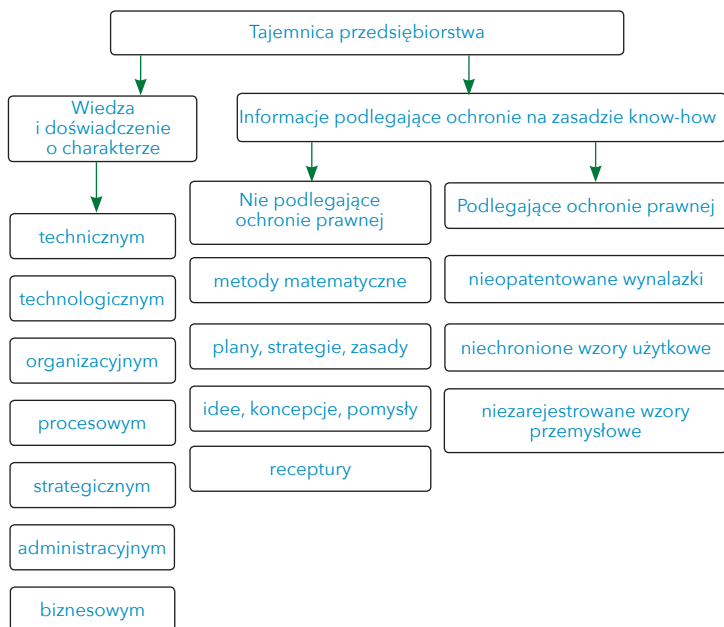 Tajemnica przedsiębiorstwa
Wiedza
i doświadczenie
o charakterze
technicznym
technologicznym
organizacyjnym
procesowym
strategicznym
administracyjnym
biznesowym
Informacje podlegające ochronie na zasadzie know-how
Nie podlegające
ochronie prawnej
metody matematyczne
plany, strategie, zasady
idee, koncepcje, pomysły
receptury
Podlegające ochronie prawnej
nieopatentowane wynalazki
niechronione wzory użytkowe
niezarejestrowane wzory
przemysłowe